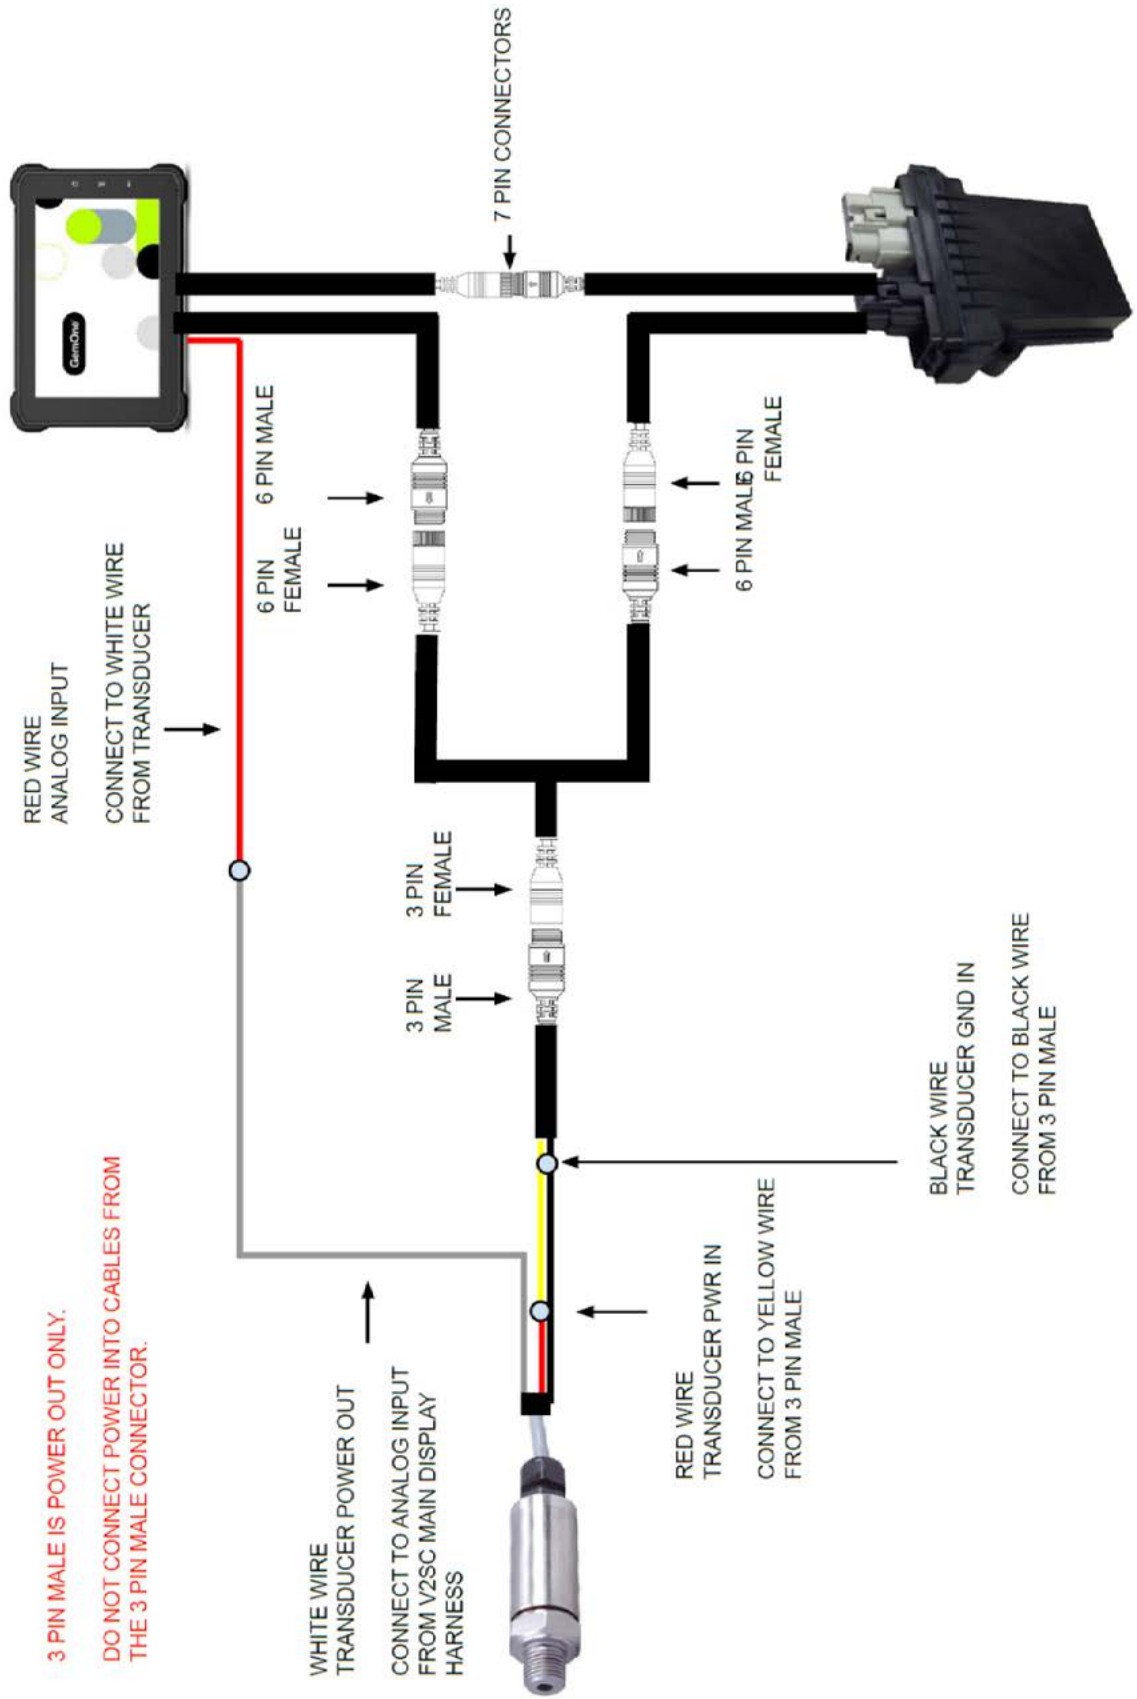 3 PIN MALE IS POWER OUT ONLY.
DO NOT CONNECT POWER INTO CABLES FROM
THE 3 PIN MALE CONNECTOR.
RED WIRE
ANALOG INPUT
CONNECT TO WHITE WIRE
FROM TRANSDUCER
GemOne
6 PIN
FEMALE
6 PIN MALE
7 PIN CONNECTORS
WHITE WIRE
TRANSDUCER POWER OUT
CONNECT TO ANALOG INPUT
FROM V2SC MAIN DISPLAY
HARNESS
3 PIN
MALE
3 PIN
FEMALE
6 PIN MALE
6 PIN
FEMALE
RED WIRE
TRANSDUCER PWR IN
CONNECT TO YELLOW WIRE
FROM 3 PIN MALE
BLACK WIRE
TRANSDUCER GND IN
CONNECT TO BLACK WIRE
FROM 3 PIN MALE